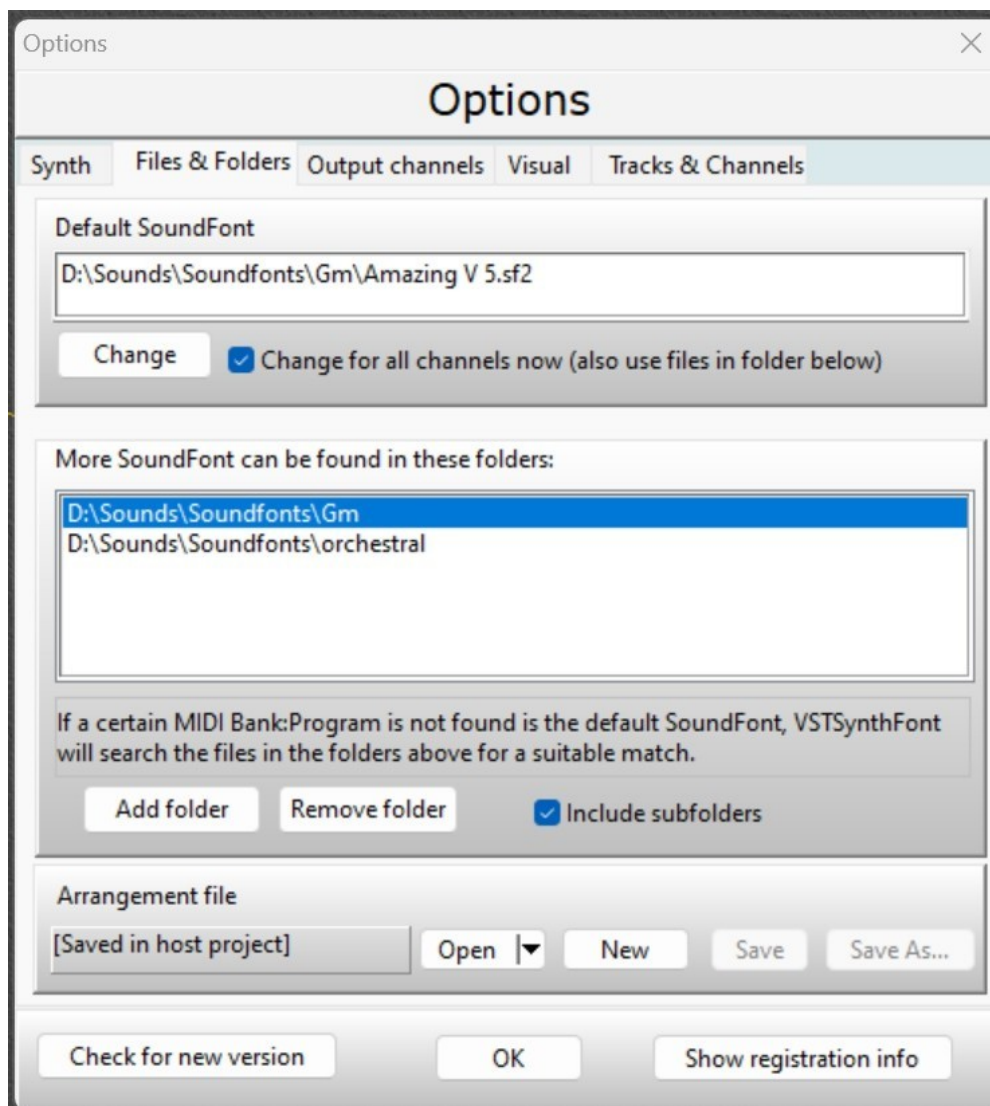 Options
Options
Synth Files & Folders Output channels Visual Tracks & Channels
Default SoundFont
D:\Sounds\Soundfonts\Gm\Amazing V 5.sf2
Change Change for all channels now (also use files in folder below)
More SoundFont can be found in these folders:
D:\Sounds\Soundfonts\Gm
D:\Sounds\Soundfonts\orchestral
If a certain MIDI Bank:Program is not found is the default SoundFont, VSTSynthFont
will search the files in the folders above for a suitable match.
Add folder Remove folder Include subfolders
Arrangement file
[Saved in host project] Open New Save Save As...
Check for new version OK Show registration info